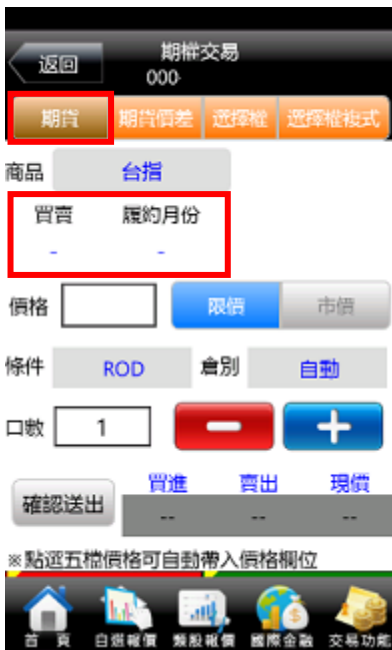 返回
期權交易
000-
期貨 期貨價差 選擇權 選擇權複式
商品 台指
買賣 履約月份
- -
價格 限價 市價
條件 ROD 倉別 自動
口數 1 - +
買進 賣出 現價
確認送出 -- -- --
※點選五檔價格可自動帶入價格欄位
首頁 自選報價 類股報價 國際金融 交易功能